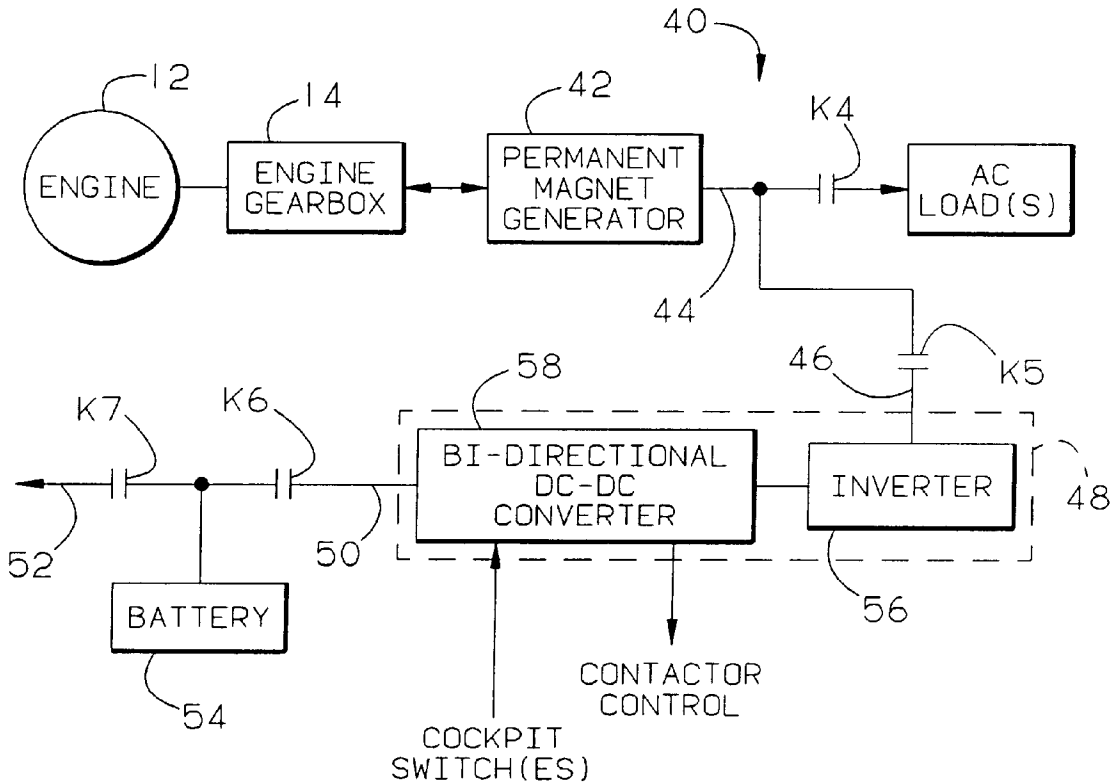 40
12
14
42
K4
ENGINE
ENGINE
GEARBOX
PERMANENT
MAGNET
GENERATOR
AC
LOAD(S)
44
46
K5
58
K7
K6
BI-DIRECTIONAL
DC-DC
CONVERTER
INVERTER
48
52
50
BATTERY
56
54
CONTACTOR
CONTROL
COCKPIT
SWITCH(ES)